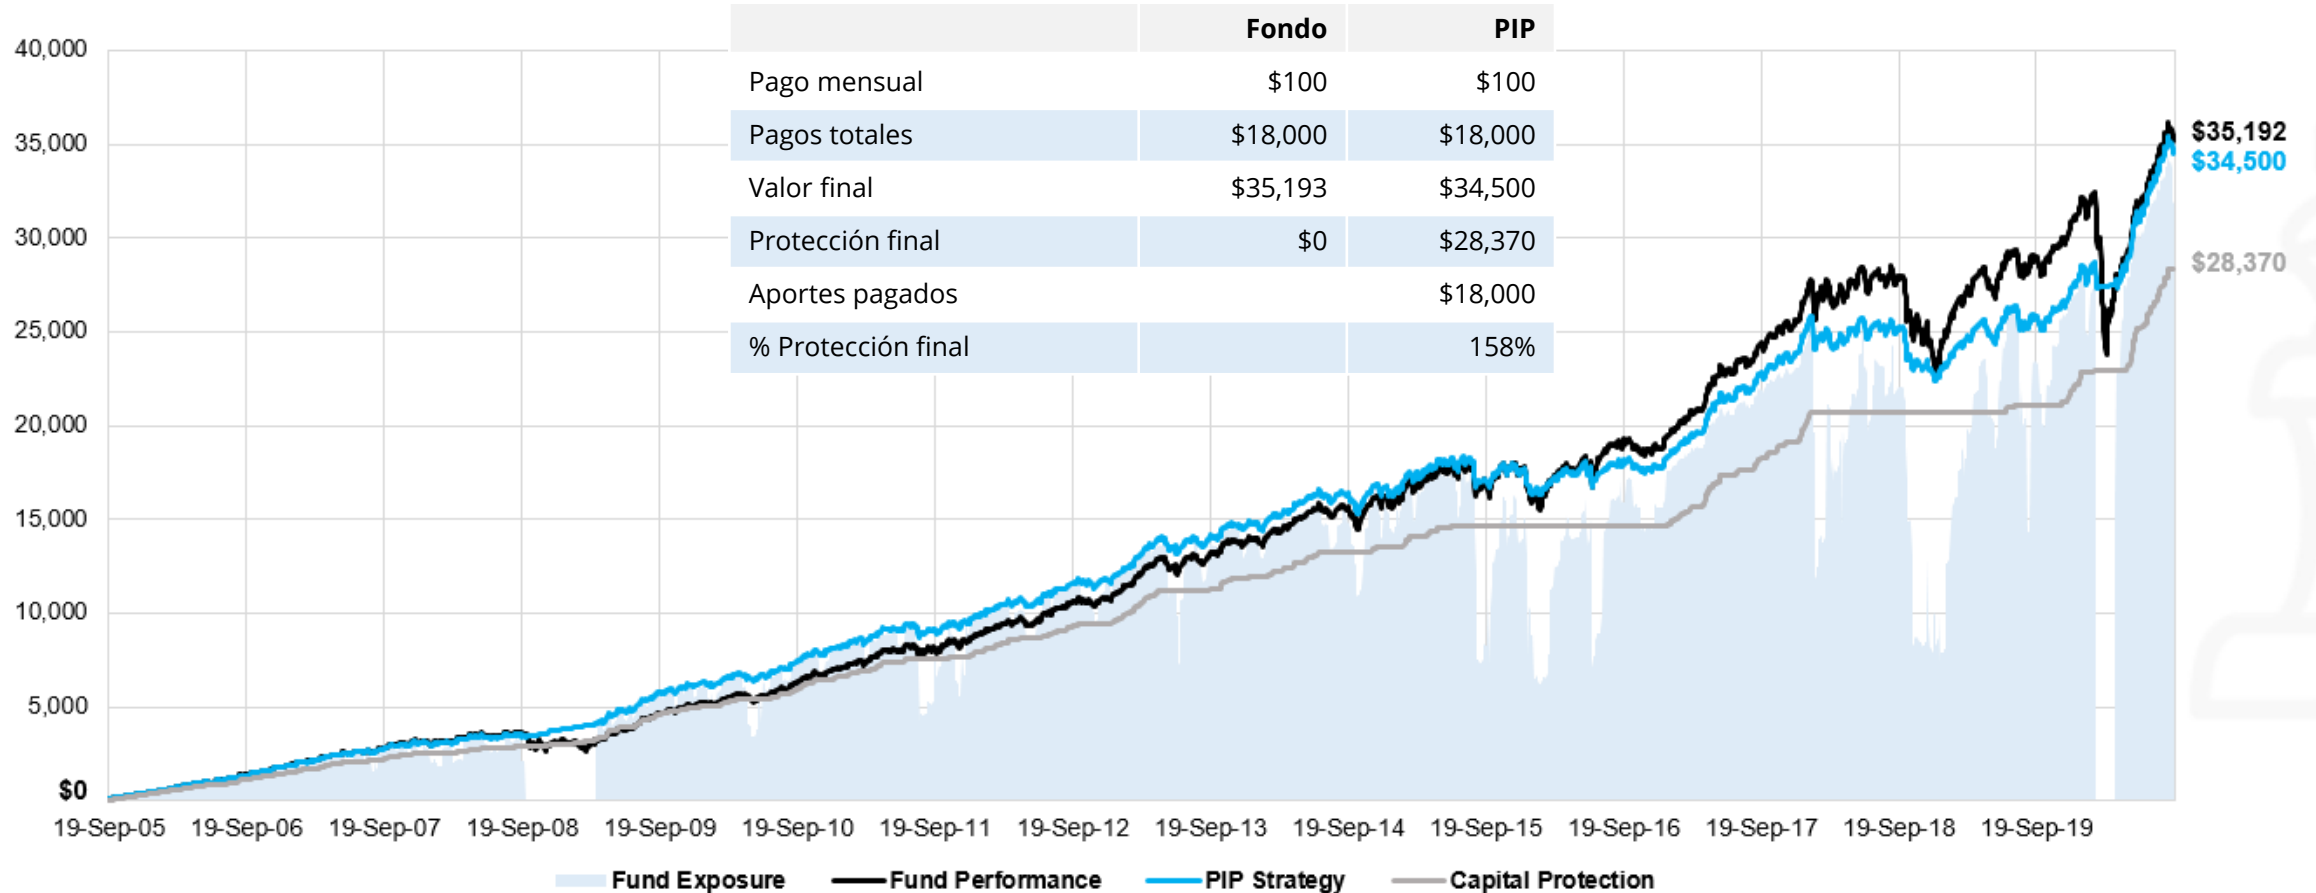 Fondo PIP
Pago mensual $100 $100
Pagos totales $18,000 $18,000
Valor final $35,193 $34,500
Protección final $0 $28,370
Aportes pagados $18,000
% Protección final 158%
40,000
35,000
30,000
25,000
20,000
15,000
10,000
5,000
$0
$35,192
$34,500
$28,370
19-Sep-05 19-Sep-06 19-Sep-07 19-Sep-08 19-Sep-09 19-Sep-10 19-Sep-11 19-Sep-12 19-Sep-13 19-Sep-14 19-Sep-15 19-Sep-16 19-Sep-17 19-Sep-18 19-Sep-19
Fund Exposure Fund Performance PIP Strategy Capital Protection